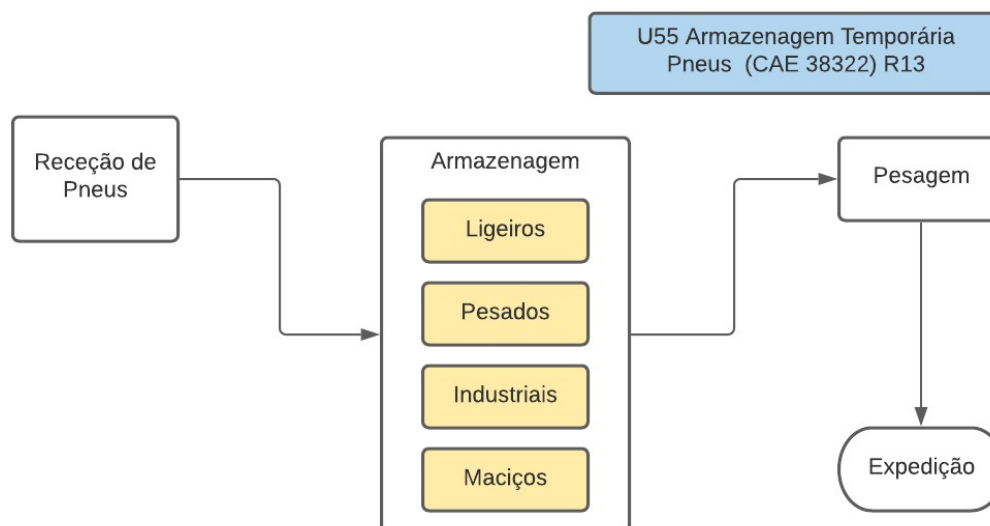 U55 Armazenagem Temporária
Pneus (CAE 38322) R13
Receção de
Pneus
Armazenagem
Ligeiros
Pesados
Industriais
Maciços
Pesagem
Expedição